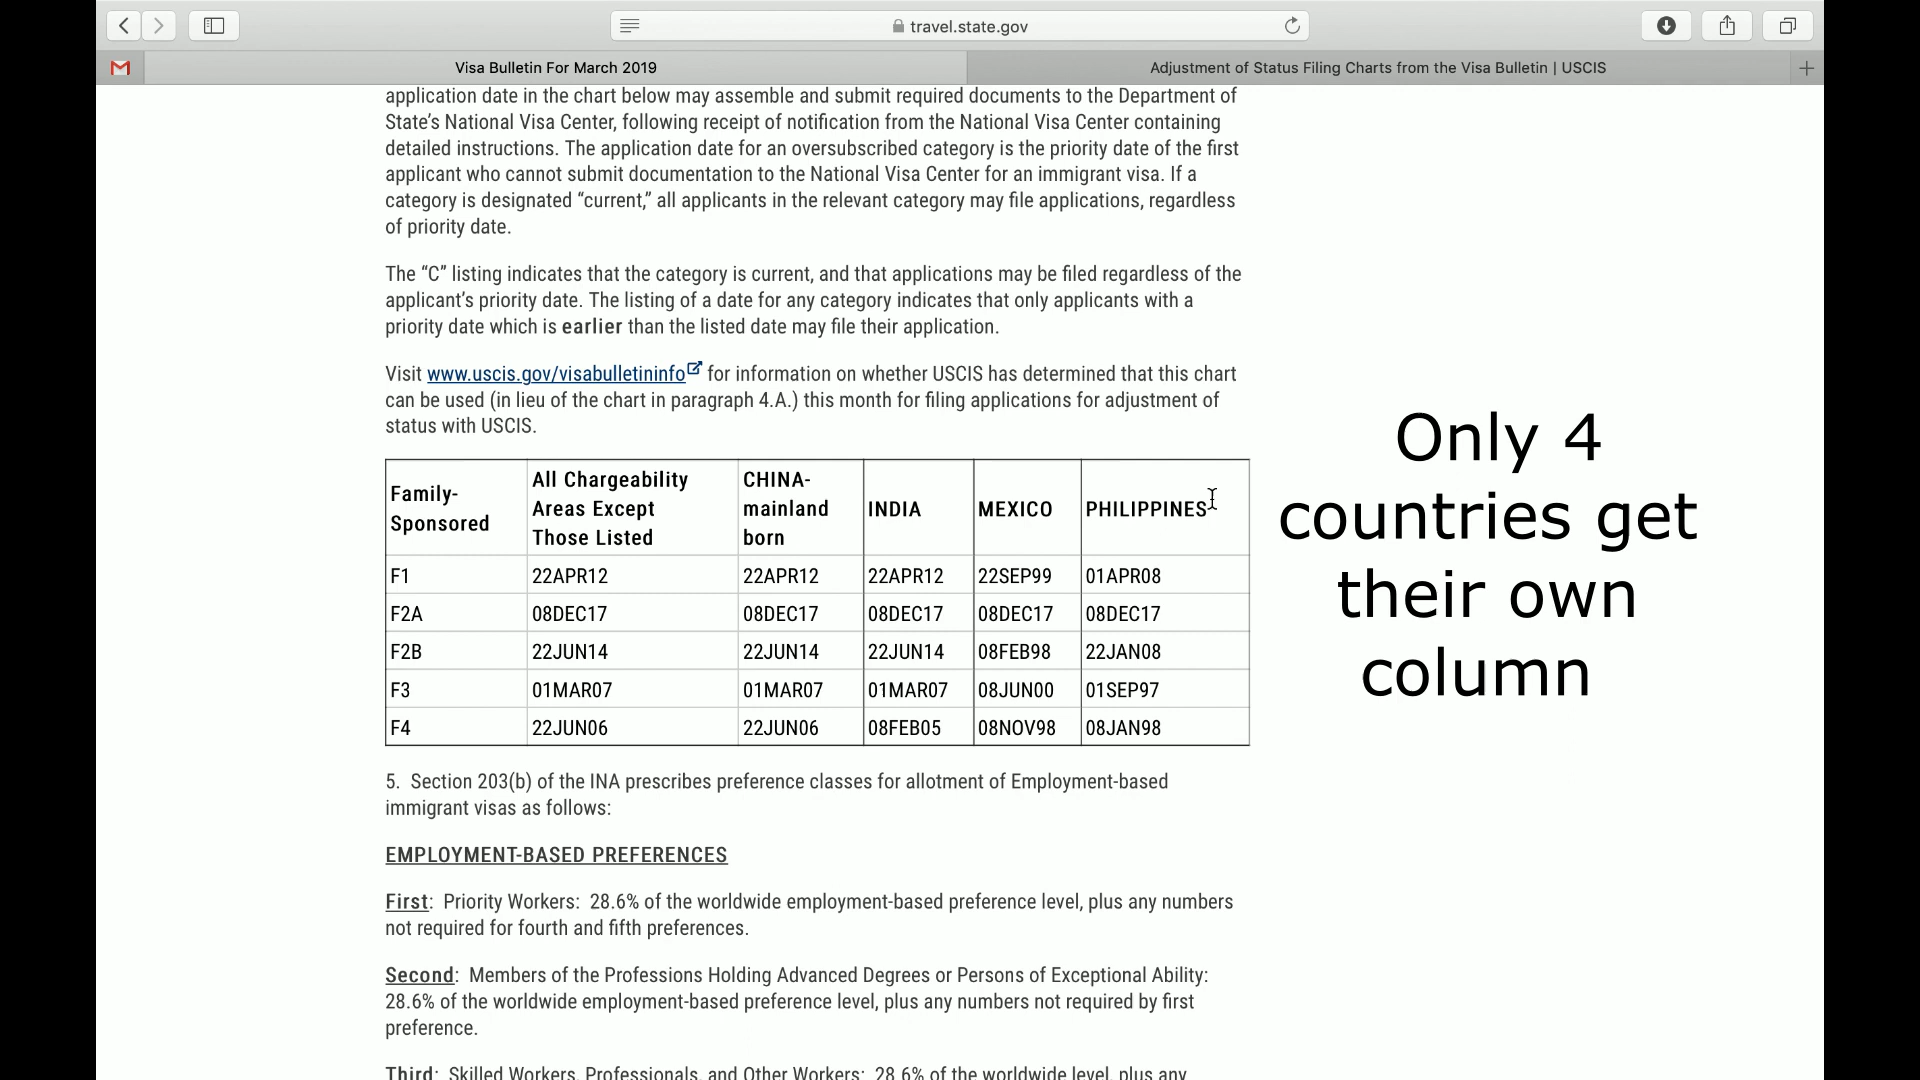 travel.state.gov
Visa Bulletin For March 2019
Adjustment of Status Filing Charts from the Visa Bulletin | USCIS
application date in the chart below may assemble and submit required documents to the Department of
State’s National Visa Center, following receipt of notification from the National Visa Center containing
detailed instructions. The application date for an oversubscribed category is the priority date of the first
applicant who cannot submit documentation to the National Visa Center for an immigrant visa. If a
category is designated “current,” all applicants in the relevant category may file applications, regardless
of priority date.
The “C” listing indicates that the category is current, and that applications may be filed regardless of the
applicant’s priority date. The listing of a date for any category indicates that only applicants with a
priority date which is earlier than the listed date may file their application.
Visit www.uscis.gov/visabulletininfo for information on whether USCIS has determined that this chart
can be used (in lieu of the chart in paragraph 4.A.) this month for filing applications for adjustment of
status with USCIS.
Family-
Sponsored
All Chargeability
Areas Except
Those Listed
CHINA-
mainland
born
INDIA
MEXICO
PHILIPPINES
F1 22APR12 22APR12 22APR12 22SEP99 01APR08
F2A 08DEC17 08DEC17 08DEC17 08DEC17 08DEC17
F2B 22JUN14 22JUN14 22JUN14 08FEB98 22JAN08
F3 01MAR07 01MAR07 01MAR07 08JUN00 01SEP97
F4 22JUN06 22JUN06 08FEB05 08NOV98 08JAN98
Only 4
countries get
their own
column
5. Section 203(b) of the INA prescribes preference classes for allotment of Employment-based
immigrant visas as follows:
EMPLOYMENT-BASED PREFERENCES
First: Priority Workers: 28.6% of the worldwide employment-based preference level, plus any numbers
not required for fourth and fifth preferences.
Second: Members of the Professions Holding Advanced Degrees or Persons of Exceptional Ability:
28.6% of the worldwide employment-based preference level, plus any numbers not required by first
preference.
Third: Skilled Workers, Professionals, and Other Workers: 28.6% of the worldwide level, plus any